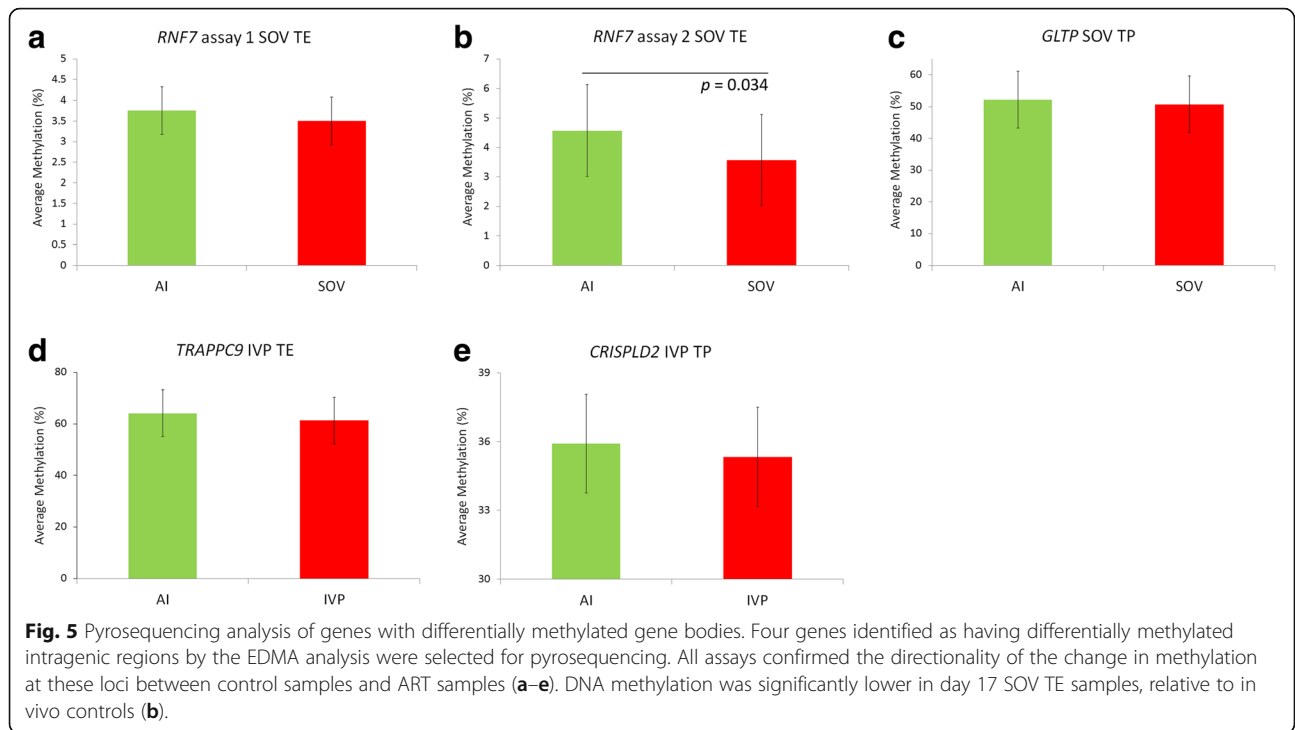 a
RNF7 assay 1 SOV TE
Average Methylation (%)
5
4.5
4
3.5
3
2.5
2
1.5
1
0.5
0
AI
SOV
b
RNF7 assay 2 SOV TE
Average Methylation (%)
7
6
5
4
3
2
1
0
p = 0.034
AI
SOV
c
GLTP SOV TP
Average Methylation (%)
60
50
40
30
20
10
0
AI
SOV
d
TRAPPC9 IVP TE
Average Methylation (%)
80
60
40
20
0
AI
IVP
e
CRISPLD2 IVP TP
Average Methylation (%)
39
36
33
30
AI
IVP
Fig. 5 Pyrosequencing analysis of genes with differentially methylated gene bodies. Four genes identified as having differentially methylated
intragenic regions by the EDMA analysis were selected for pyrosequencing. All assays confirmed the directionality of the change in methylation
at these loci between control samples and ART samples (a–e). DNA methylation was significantly lower in day 17 SOV TE samples, relative to in
vivo controls (b).